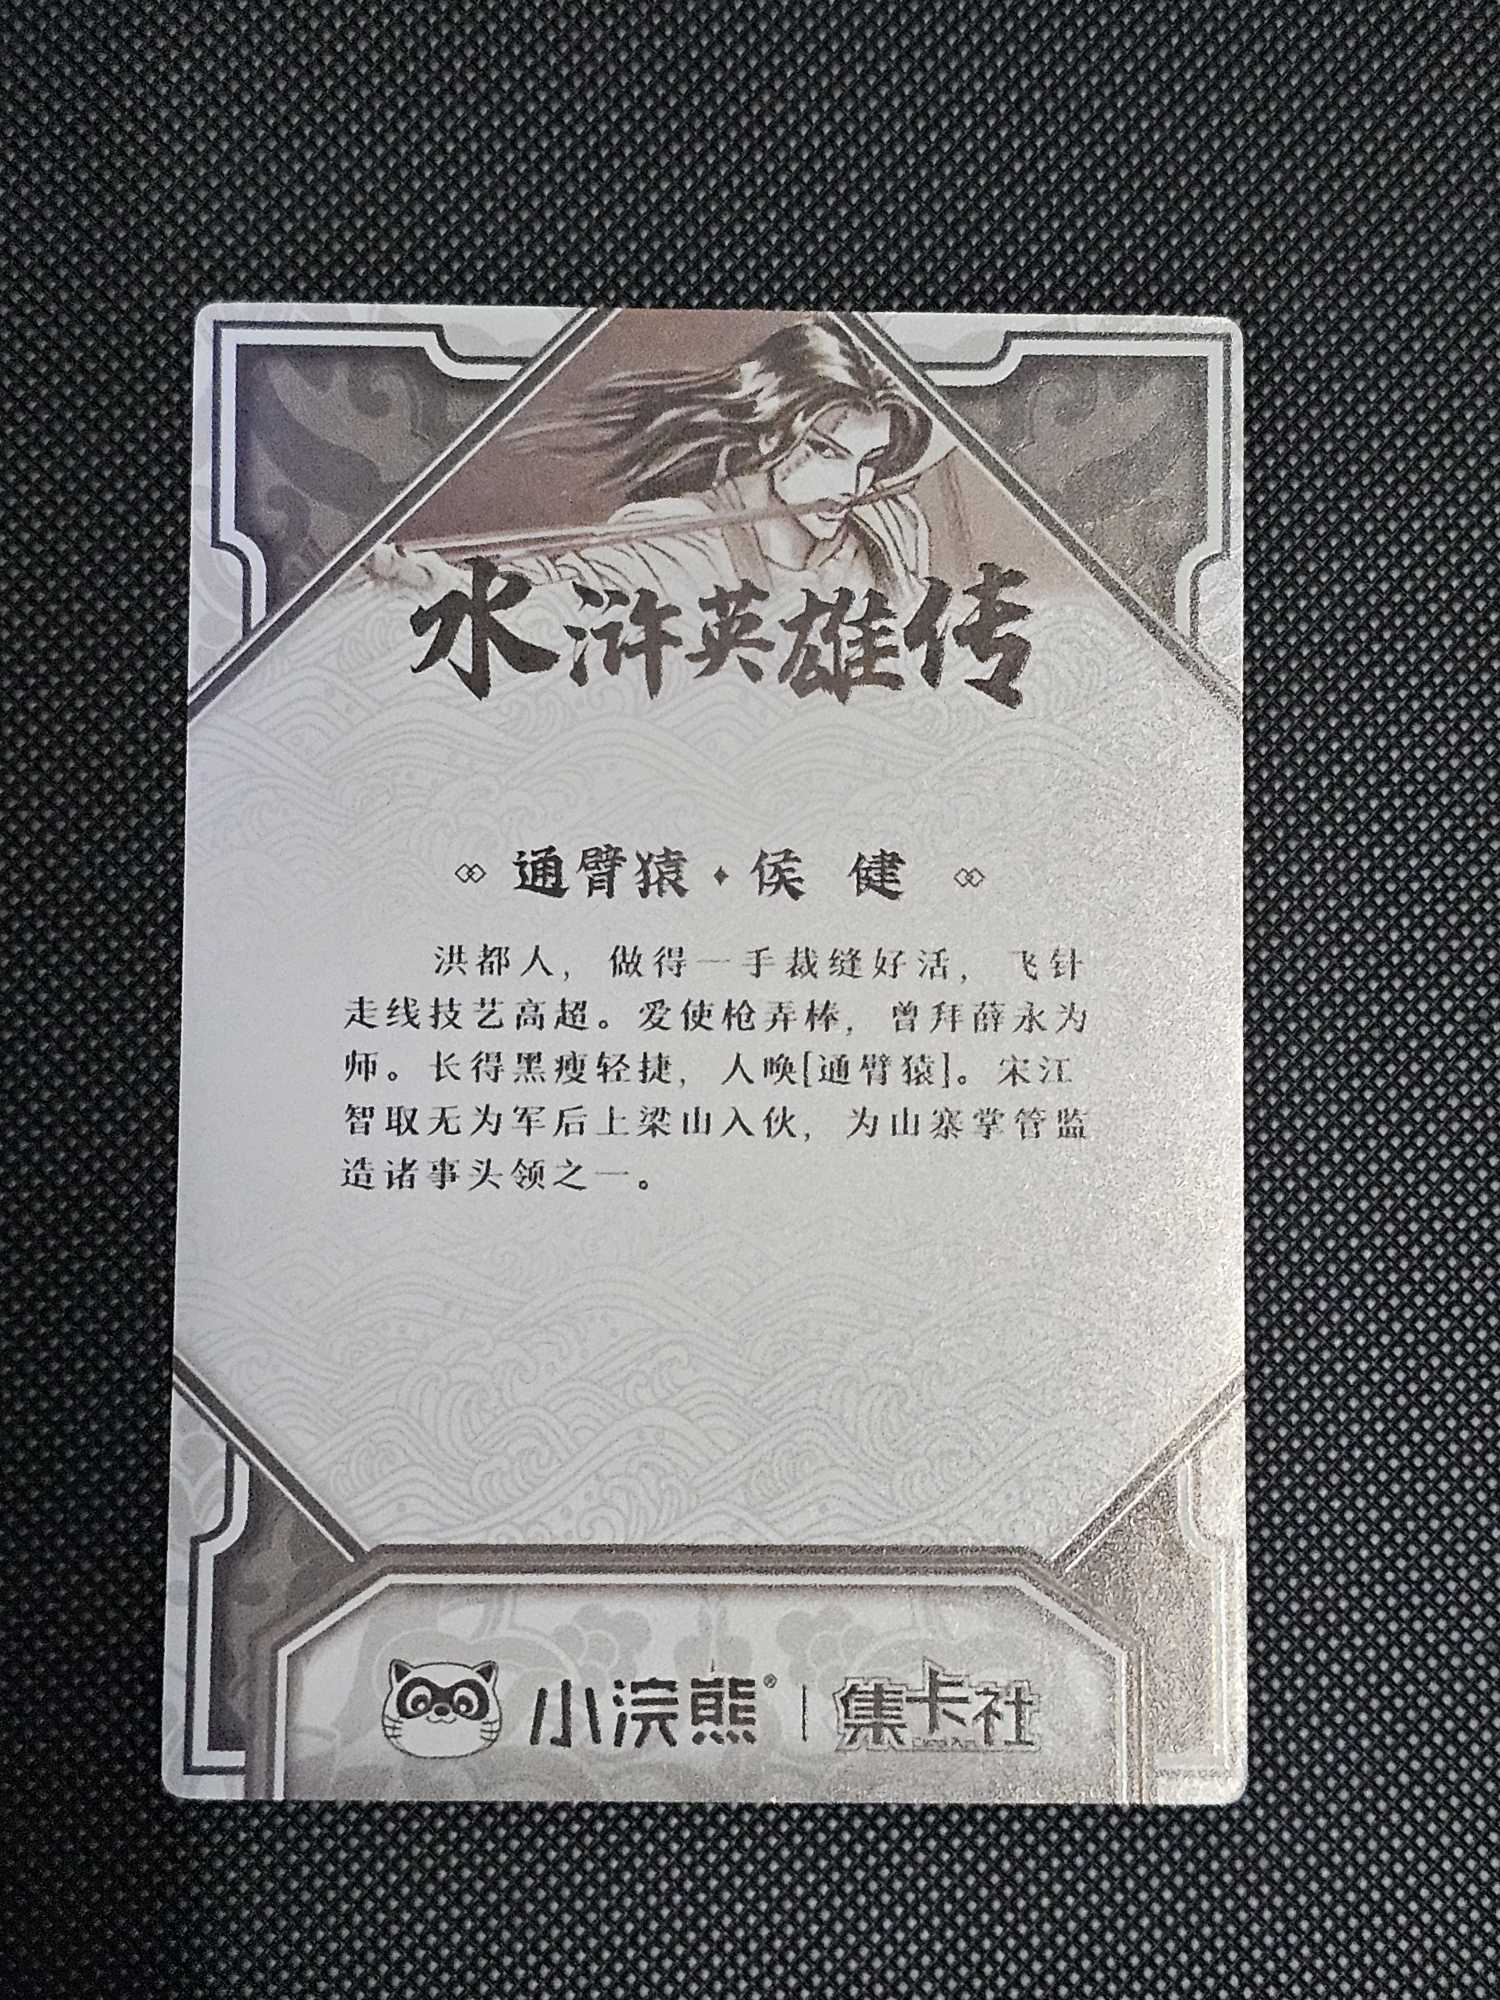 水浒英雄传
通臂猿·侯 健
洪都人，做得一手裁缝好活，飞针
走线技艺高超。爱使枪弄棒，曾拜薛永为
师。长得黑瘦轻捷，人唤[通臂猿]。宋江
智取无为军后上梁山入伙，为山寨掌管监
造诸事头领之一。
小浣熊®|集卡社